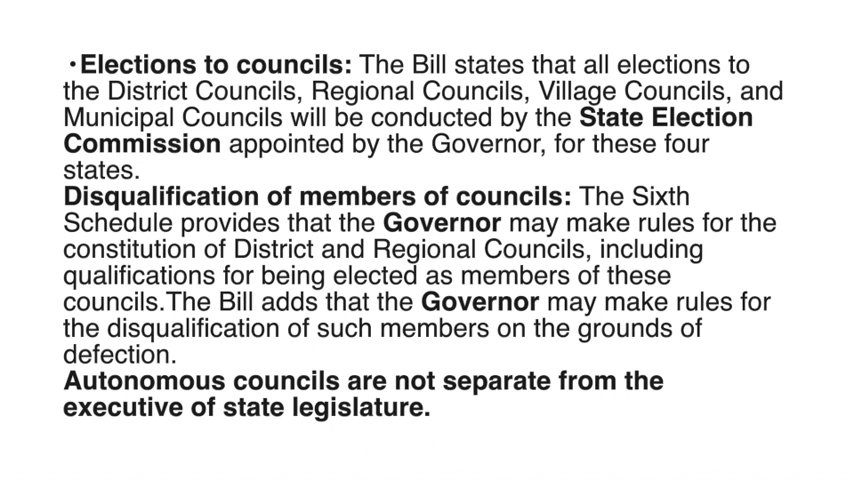 •Elections to councils: The Bill states that all elections to
the District Councils, Regional Councils, Village Councils, and
Municipal Councils will be conducted by the State Election
Commission appointed by the Governor, for these four
states.
Disqualification of members of councils: The Sixth
Schedule provides that the Governor may make rules for the
constitution of District and Regional Councils, including
qualifications for being elected as members of these
councils.The Bill adds that the Governor may make rules for
the disqualification of such members on the grounds of
defection.
Autonomous councils are not separate from the
executive of state legislature.